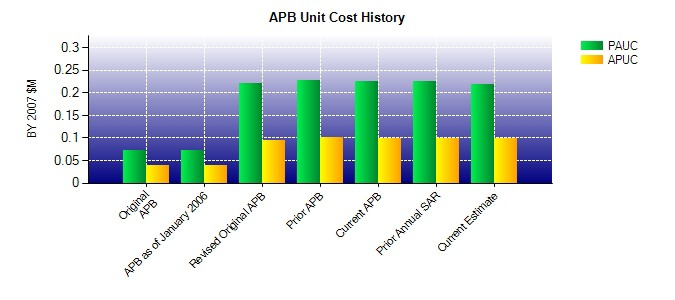 APB Unit Cost History
PAUC
APUC
BY 2007 $M
0.3
0.25
0.2
0.15
0.1
0.05
0
Original
APB
APB as of January 2006
Revised Original APB
Prior APB
Current APB
Prior Annual SAR
Current Estimate